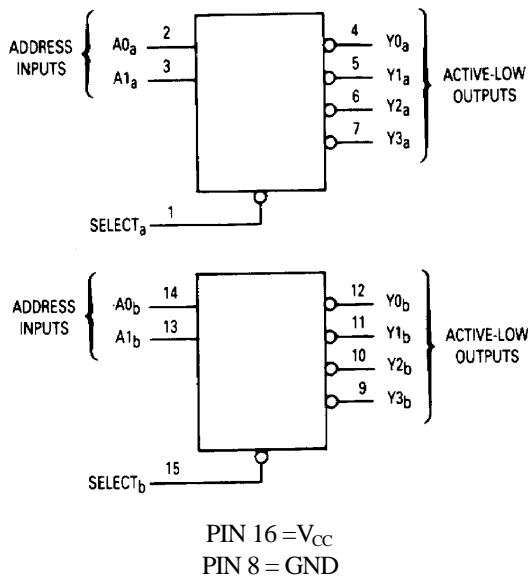 ADDRESS INPUTS
A0a 2
A1a 3
4 Y0a
5 Y1a
6 Y2a
7 Y3a
ACTIVE-LOW OUTPUTS
SELECTa 1
ADDRESS INPUTS
A0b 14
A1b 13
12 Y0b
11 Y1b
10 Y2b
9 Y3b
ACTIVE-LOW OUTPUTS
SELECTb 15
PIN 16 =VCC
PIN 8 = GND